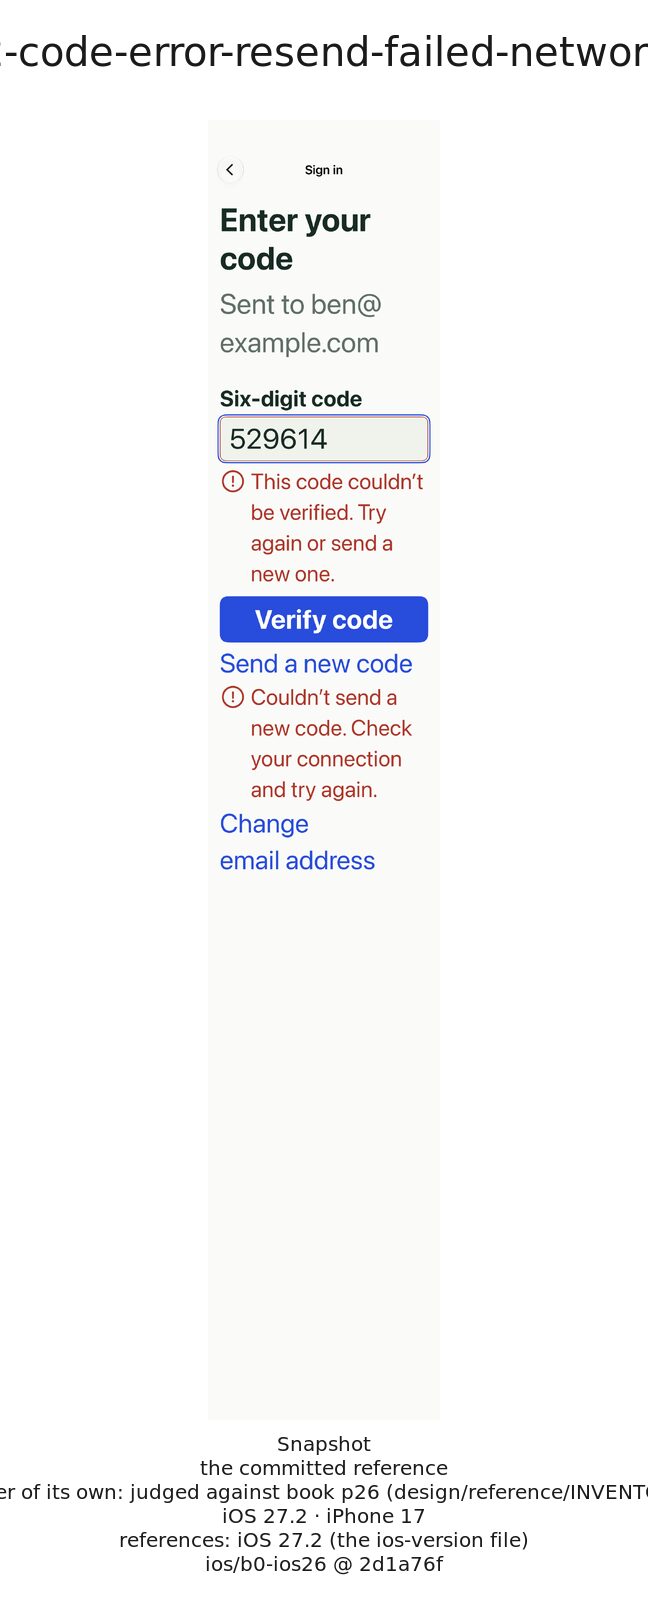 -code-error-resend-failed-networ
Sign in
Enter your
code
Sent to ben@
example.com
Six-digit code
529614
This code couldn’t
be verified. Try
again or send a
new one.
Verify code
Send a new code
Couldn’t send a
new code. Check
your connection
and try again.
Change
email address
Snapshot
the committed reference
er of its own: judged against book p26 (design/reference/INVENT
iOS 27.2 · iPhone 17
references: iOS 27.2 (the ios-version file)
ios/b0-ios26 @ 2d1a76f